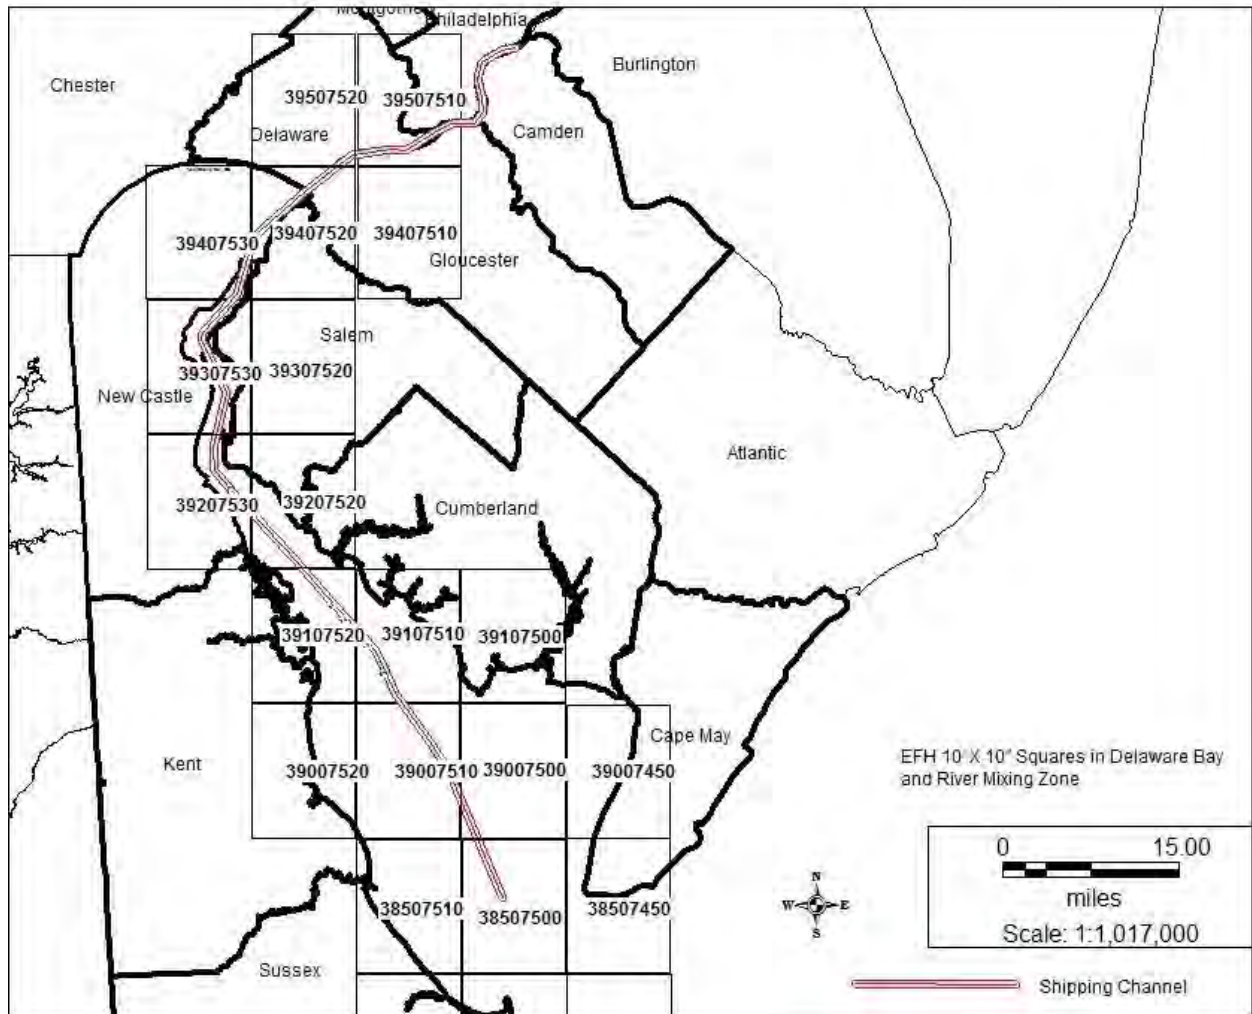 Philadelphia
Burlington
Chester
39507520
39507510
Delaware
Camden
39407530
39407520
39407510
Gloucester
Salem
39307530
39307520
New Castle
Atlantic
39207530
39207520
Cumberland
39107520
39107510
39107500
Kent
Cape May
39007520
39007510
39007500
39007450
EFH 10' X 10" Squares in Delaware Bay
and River Mixing Zone
0 15.00
miles
Scale: 1:1,017,000
N
W E
S
38507510
38507500
38507450
Sussex
Shipping Channel